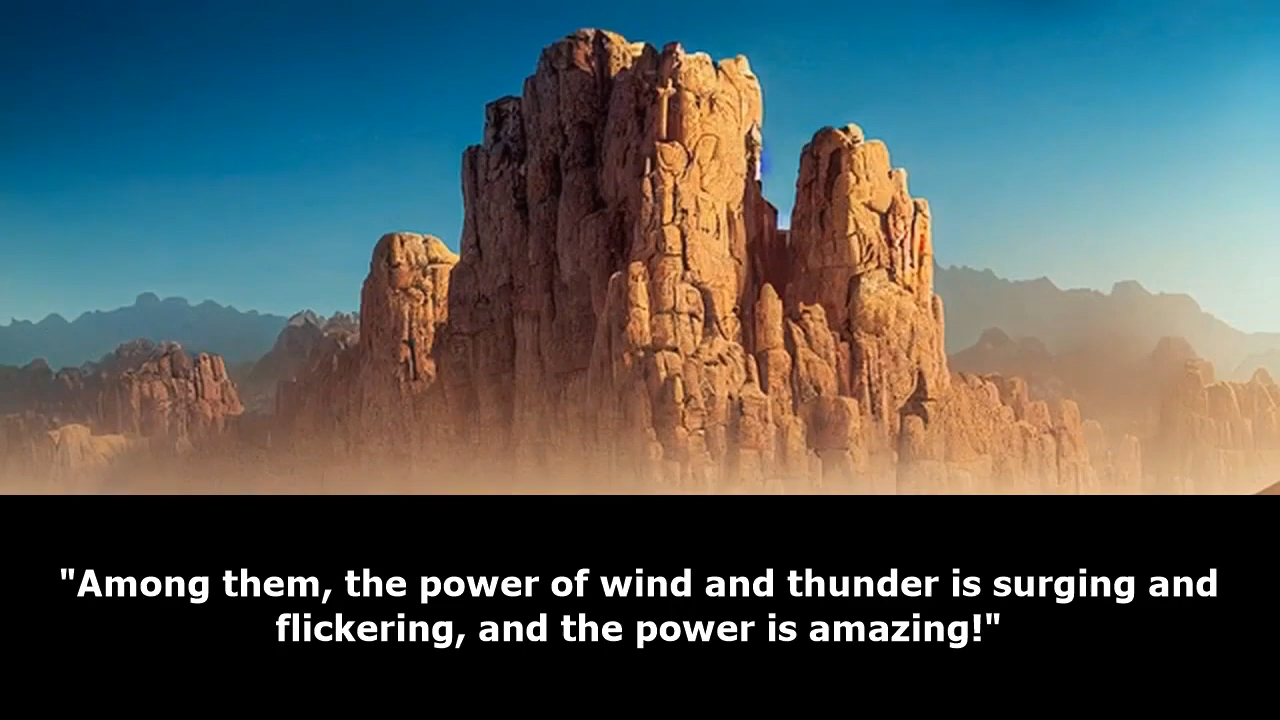 "Among them, the power of wind and thunder is surging and
flickering, and the power is amazing!"